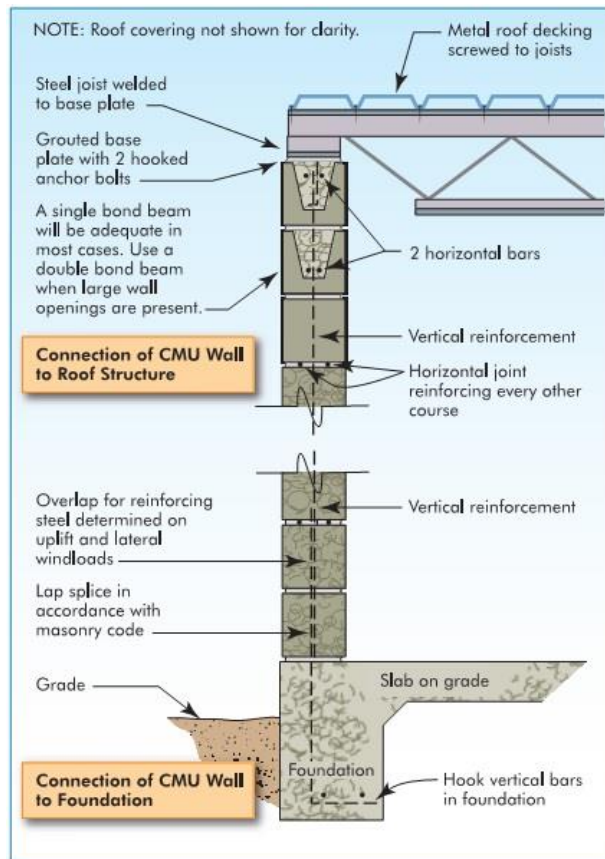 NOTE: Roof covering not shown for clarity.
Metal roof decking
screwed to joists
Steel joist welded
to base plate
Grouted base
plate with 2 hooked
anchor bolts
A single bond beam
will be adequate in
most cases. Use a
double bond beam
when large wall
openings are present.
2 horizontal bars
Vertical reinforcement
Connection of CMU Wall
to Roof Structure
Horizontal joint
reinforcing every other
course
Overlap for reinforcing
steel determined on
uplift and lateral
windloads
Vertical reinforcement
Lap splice in
accordance with
masonry code
Slab on grade
Grade
Foundation
Connection of CMU Wall
to Foundation
Hook vertical bars
in foundation